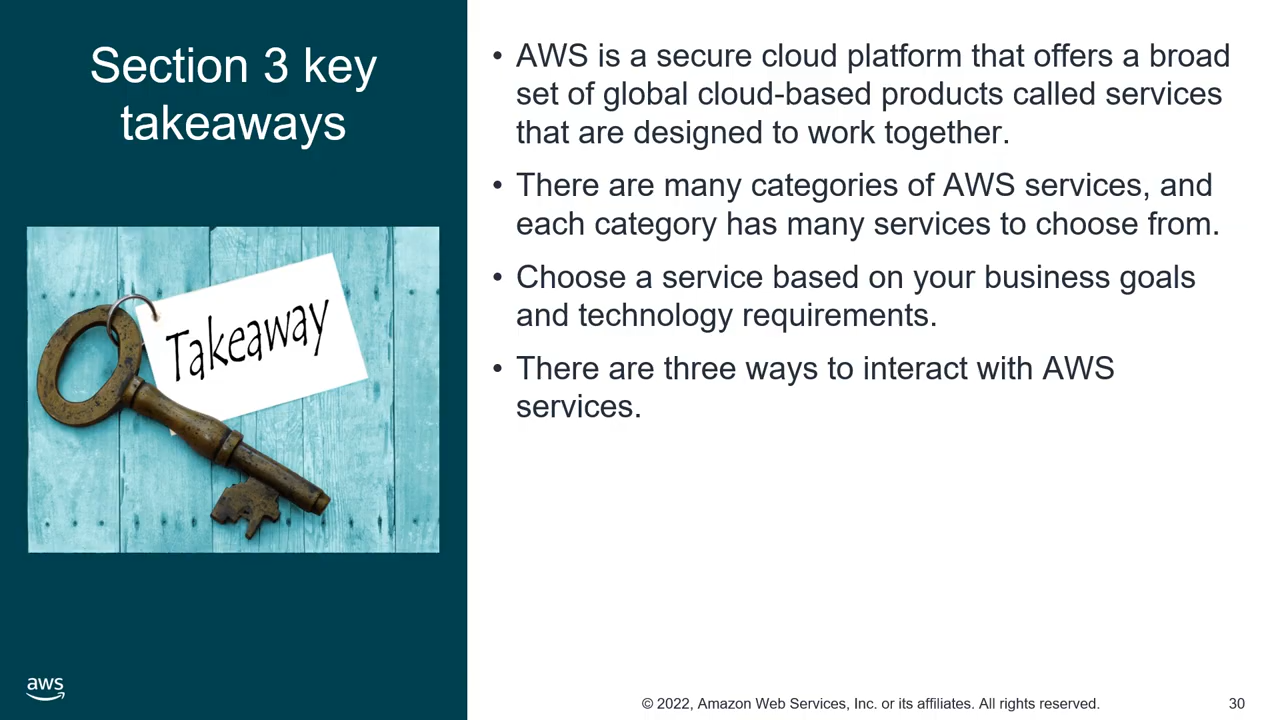 Section 3 key
takeaways
Takeaway
• AWS is a secure cloud platform that offers a broad
set of global cloud-based products called services
that are designed to work together.
• There are many categories of AWS services, and
each category has many services to choose from.
• Choose a service based on your business goals
and technology requirements.
• There are three ways to interact with AWS
services.
aws
© 2022, Amazon Web Services, Inc. or its affiliates. All rights reserved.
30